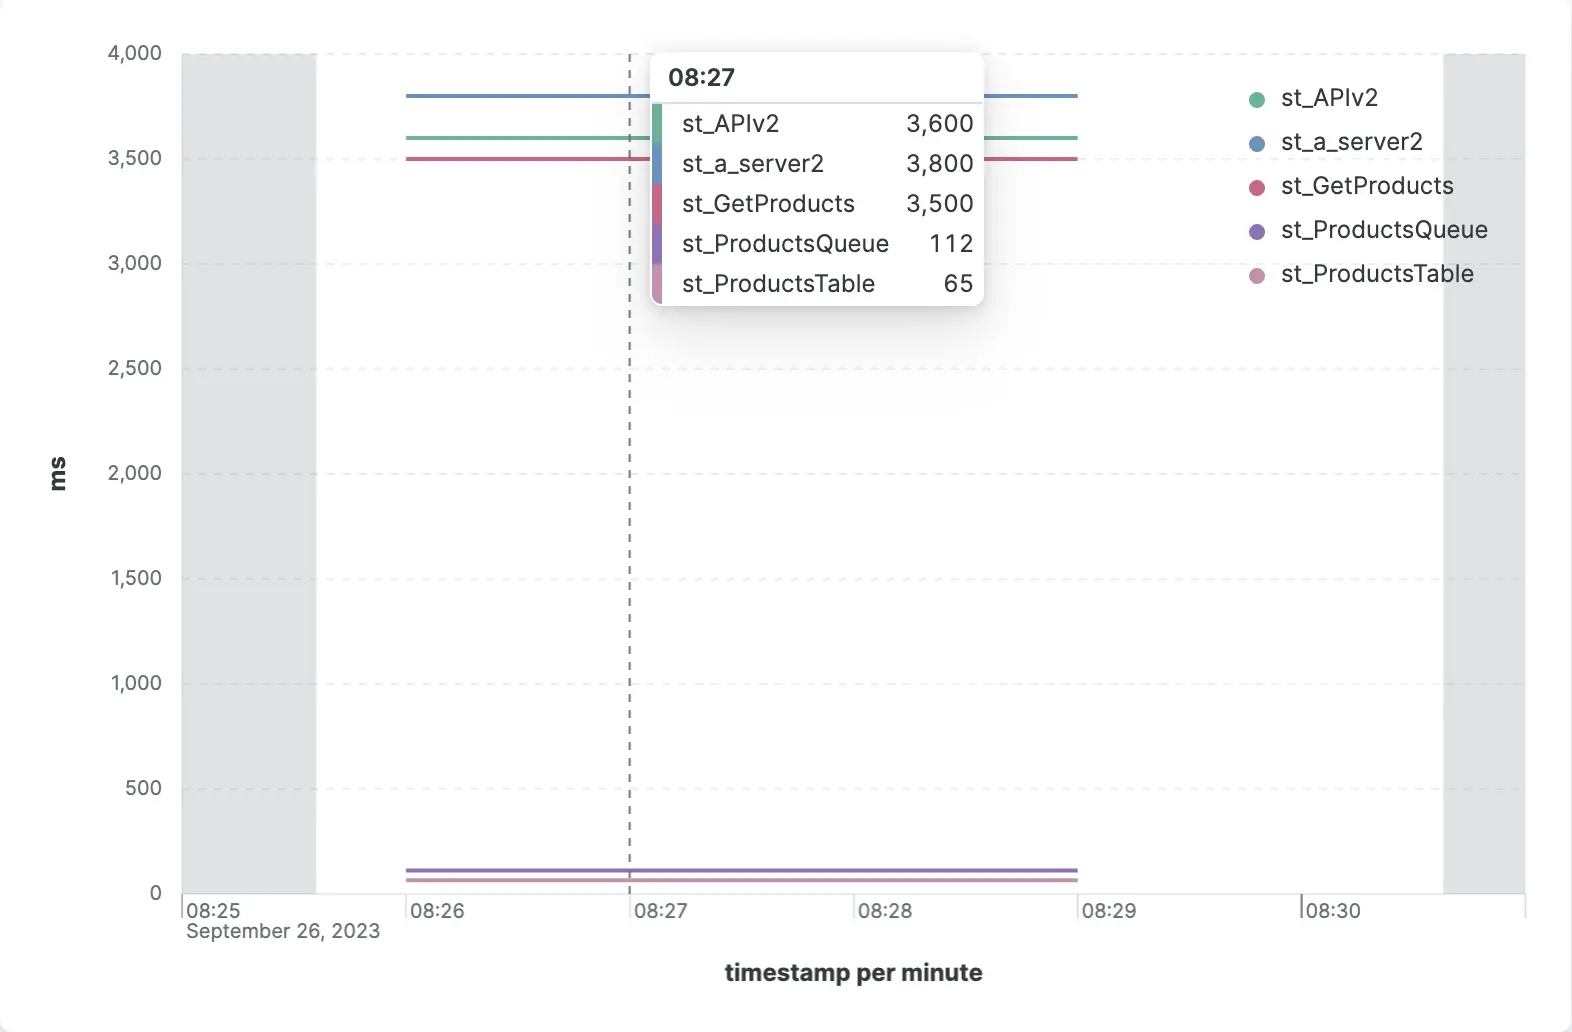 4,000
3,500
3,000
2,500
2,000
1,500
1,000
500
0
ms
08:27
st_APIv2 3,600
st_a_server2 3,800
st_GetProducts 3,500
st_ProductsQueue 112
st_ProductsTable 65
st_APIv2
st_a_server2
st_GetProducts
st_ProductsQueue
st_ProductsTable
08:25 08:26 08:27 08:28 08:29 08:30
September 26, 2023
timestamp per minute